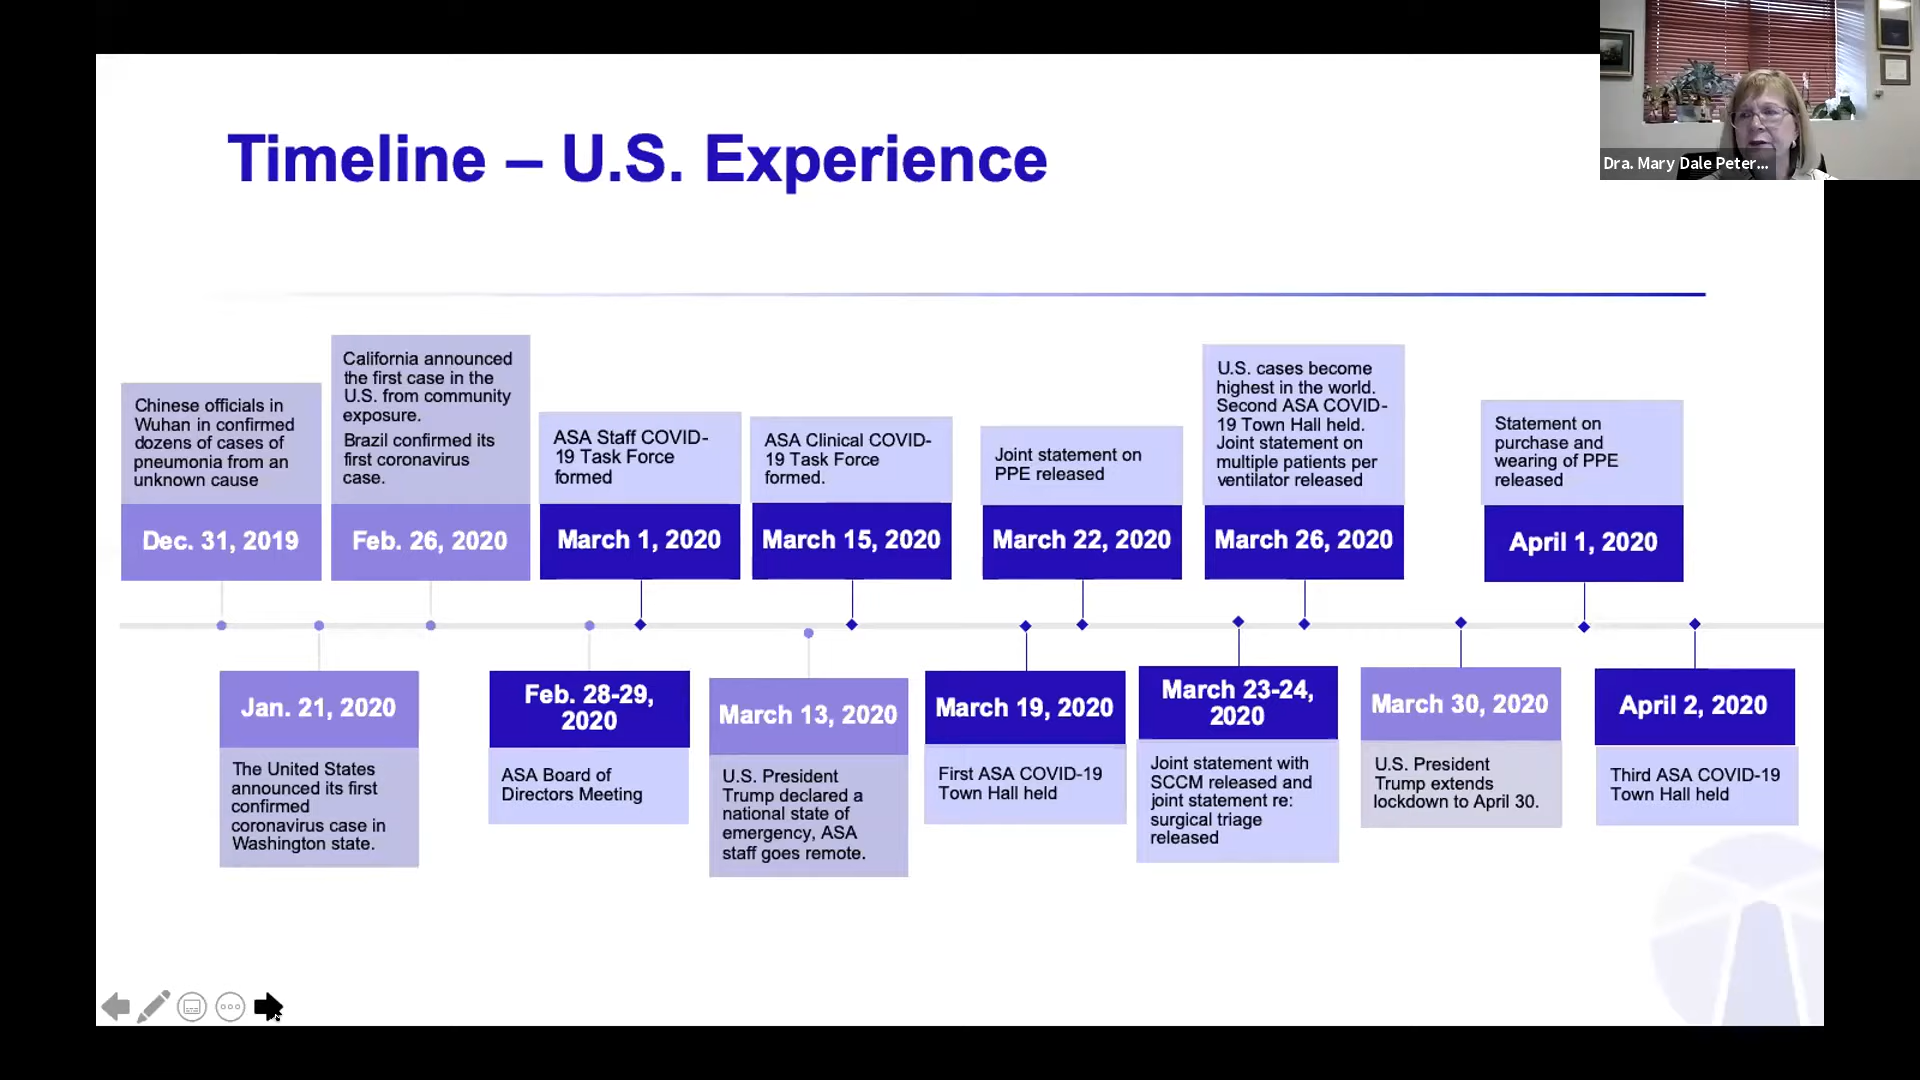 Timeline – U.S. Experience
Dra. Mary Dale Peter...
Chinese officials in
Wuhan in confirmed
dozens of cases of
pneumonia from an
unknown cause
Dec. 31, 2019
California announced
the first case in the
U.S. from community
exposure.
Brazil confirmed its
first coronavirus
case.
Feb. 26, 2020
ASA Staff COVID-
19 Task Force
formed
March 1, 2020
ASA Clinical COVID-
19 Task Force
formed.
March 15, 2020
Joint statement on
PPE released
March 22, 2020
U.S. cases become
highest in the world.
Second ASA COVID-
19 Town Hall held.
Joint statement on
multiple patients per
ventilator released
March 26, 2020
Statement on
purchase and
wearing of PPE
released
April 1, 2020
Jan. 21, 2020
The United States
announced its first
confirmed
coronavirus case in
Washington state.
Feb. 28-29,
2020
ASA Board of
Directors Meeting
March 13, 2020
U.S. President
Trump declared a
national state of
emergency, ASA
staff goes remote.
March 19, 2020
First ASA COVID-19
Town Hall held
March 23-24,
2020
Joint statement with
SCCM released and
joint statement re:
surgical triage
released
March 30, 2020
U.S. President
Trump extends
lockdown to April 30.
April 2, 2020
Third ASA COVID-19
Town Hall held